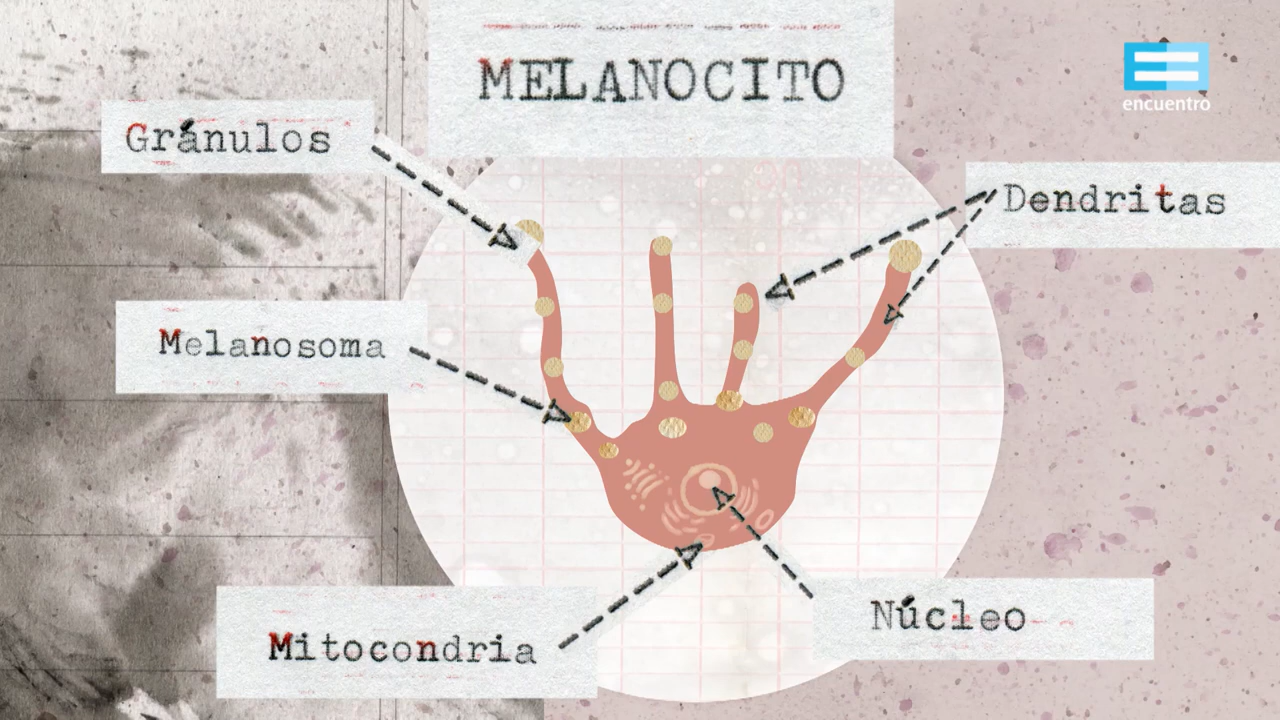 MELANOCITO
encuentro
Gránulos
Dendritas
Melanosoma
Mitocondria
Núcleo